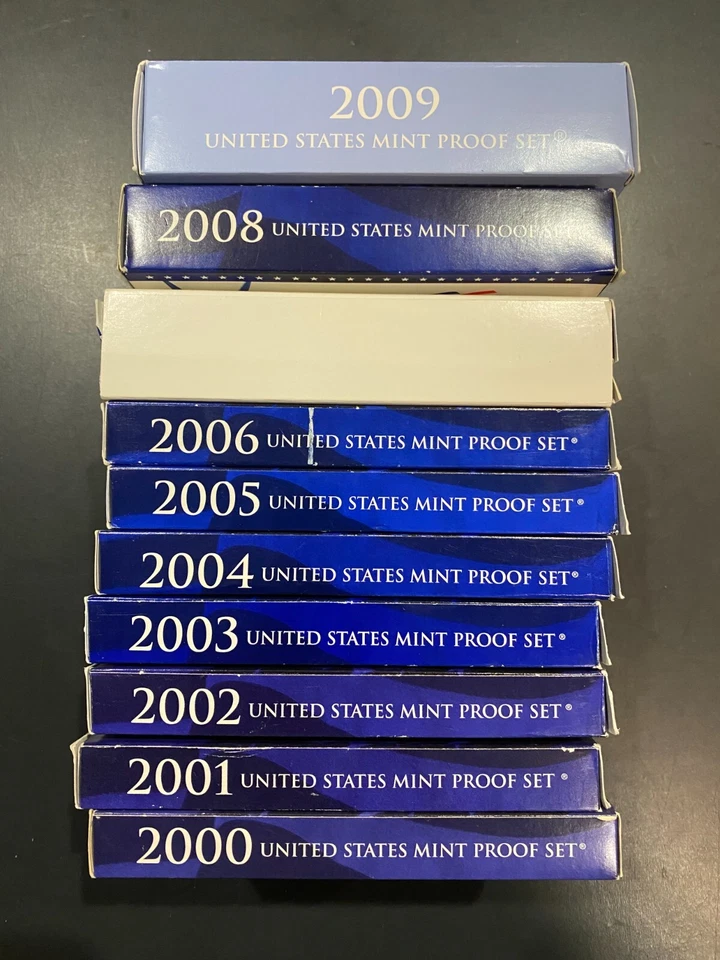 2009
UNITED STATES MINT PROOF SET®
2008 UNITED STATES MINT PROOF SET
2006 UNITED STATES MINT PROOF SET®
2005 UNITED STATES MINT PROOF SET®
2004 UNITED STATES MINT PROOF SET®
2003 UNITED STATES MINT PROOF SET®
2002 UNITED STATES MINT PROOF SET®
2001 UNITED STATES MINT PROOF SET®
2000 UNITED STATES MINT PROOF SET®